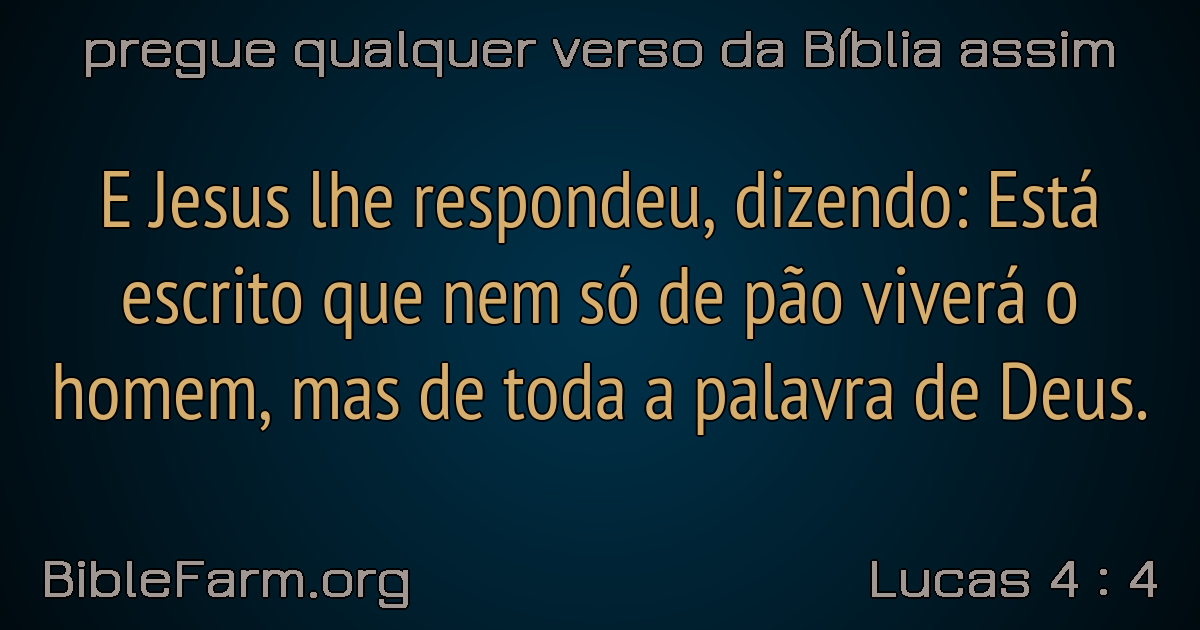 pregue qualquer verso da Bíblia assim
E Jesus lhe respondeu, dizendo: Está
escrito que nem só de pão viverá o
homem, mas de toda a palavra de Deus.
BibleFarm.org
Lucas 4 : 4